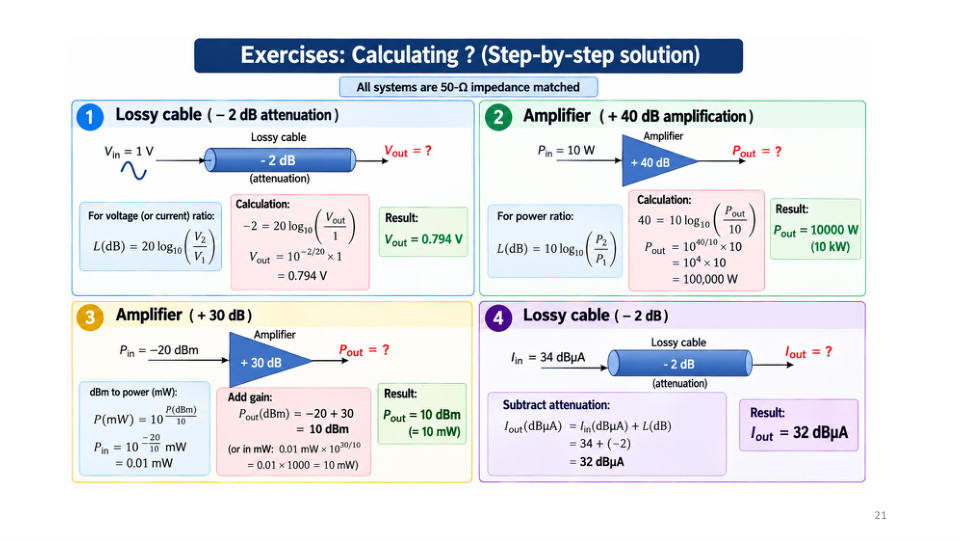 Exercises: Calculating ? (Step-by-step solution)
All systems are 50-Ω impedance matched
1 Lossy cable ( − 2 dB attenuation )
Lossy cable
V_in = 1 V
- 2 dB
V_out = ?
(attenuation)
For voltage (or current) ratio:
L(dB) = 20 log₁₀ (V₂/V₁)
Calculation:
−2 = 20 log₁₀ (V_out/1)
V_out = 10^(−2/20) × 1
= 0.794 V
Result:
V_out = 0.794 V
2 Amplifier ( + 40 dB amplification )
Amplifier
P_in = 10 W
+ 40 dB
P_out = ?
For power ratio:
L(dB) = 10 log₁₀ (P₂/P₁)
Calculation:
40 = 10 log₁₀ (P_out/10)
P_out = 10^(40/10) × 10
= 10⁴ × 10
= 100,000 W
Result:
P_out = 10000 W
(10 kW)
3 Amplifier ( + 30 dB )
Amplifier
P_in = −20 dBm
+ 30 dB
P_out = ?
dBm to power (mW):
P(mW) = 10^(P(dBm)/10)
P_in = 10^(−20/10) mW
= 0.01 mW
Add gain:
P_out(dBm) = −20 + 30
= 10 dBm
(or in mW: 0.01 mW × 10^(30/10)
= 0.01 × 1000 = 10 mW)
Result:
P_out = 10 dBm
(= 10 mW)
4 Lossy cable ( − 2 dB )
Lossy cable
I_in = 34 dBμA
- 2 dB
I_out = ?
(attenuation)
Subtract attenuation:
I_out(dBμA) = I_in(dBμA) + L(dB)
= 34 + (−2)
= 32 dBμA
Result:
I_out = 32 dBμA
21